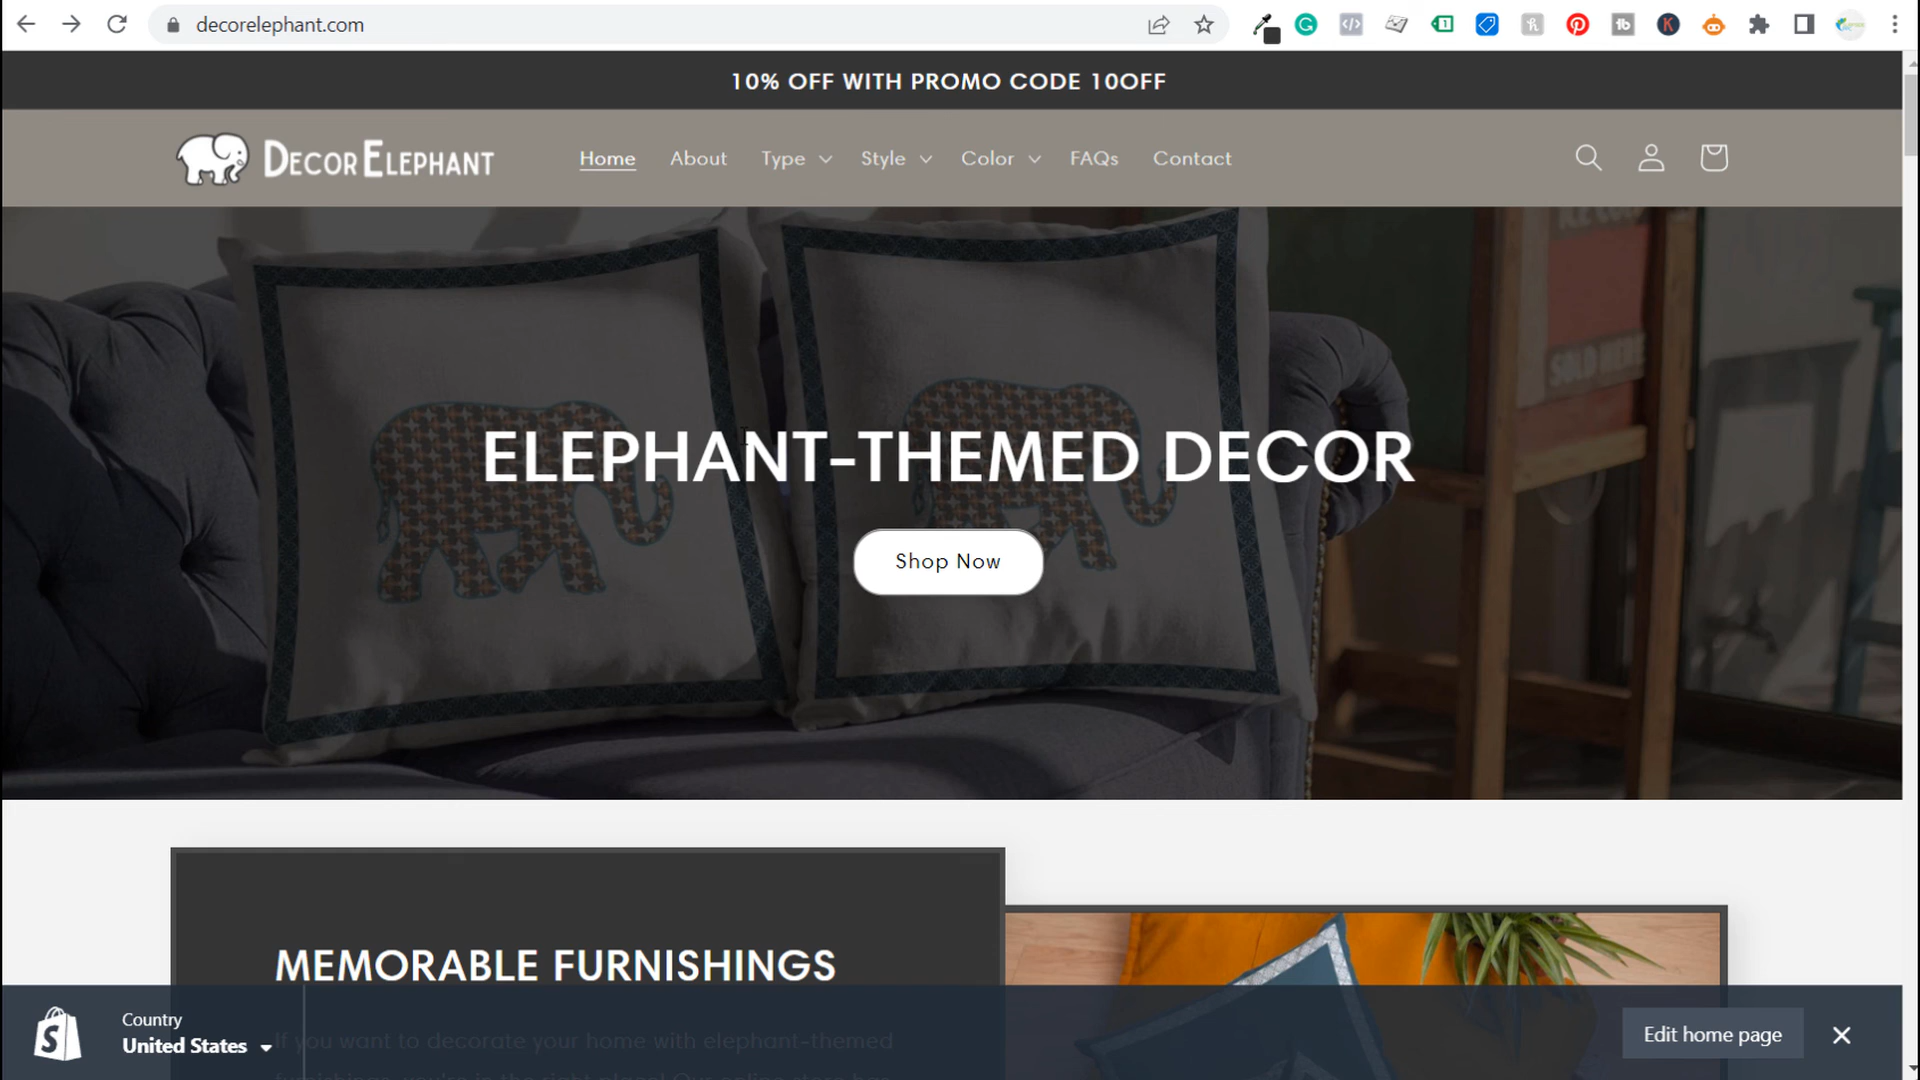 decorelephant.com
10% OFF WITH PROMO CODE 10OFF
DECOR ELEPHANT
Home About Type Style Color FAQs Contact
SOLD HERE
ELEPHANT-THEMED DECOR
Shop Now
MEMORABLE FURNISHINGS
Country
United States
If you want to decorate your home with elephant-themed
Edit home page